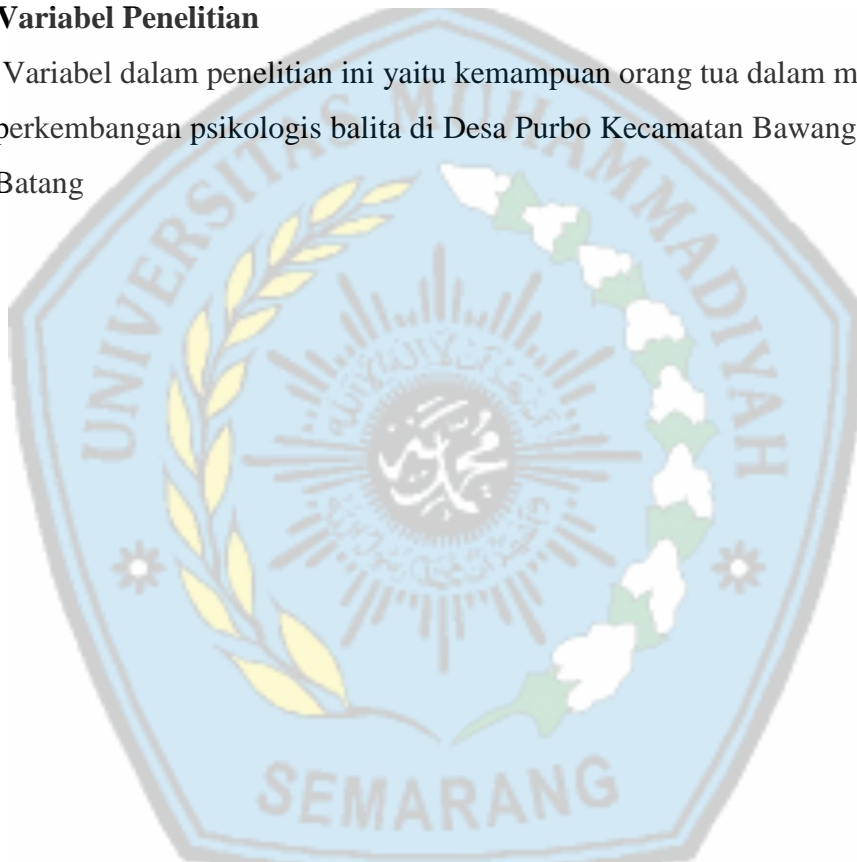 Variabel Penelitian
Variabel dalam penelitian ini yaitu kemampuan orang tua dalam m
perkembangan psikologis balita di Desa Purbo Kecamatan Bawang
Batang
UNIVERSITAS MUHAMMADIYAH
SEMARANG